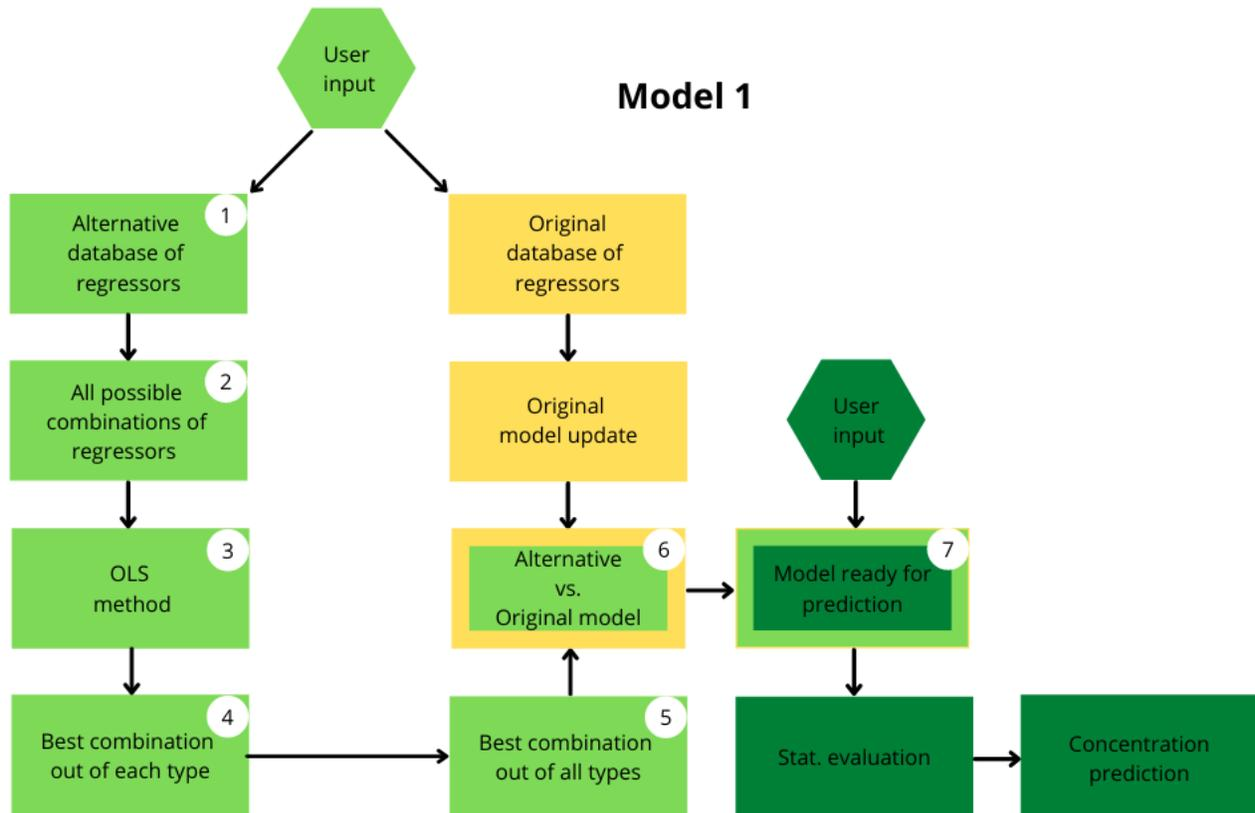 User
input
Model 1
1
Alternative
database of
regressors
Original
database of
regressors
2
All possible
combinations of
regressors
Original
model update
User
input
3
OLS
method
6
Alternative
vs.
Original model
7
Model ready for
prediction
4
Best combination
out of each type
5
Best combination
out of all types
Stat. evaluation
Concentration
prediction